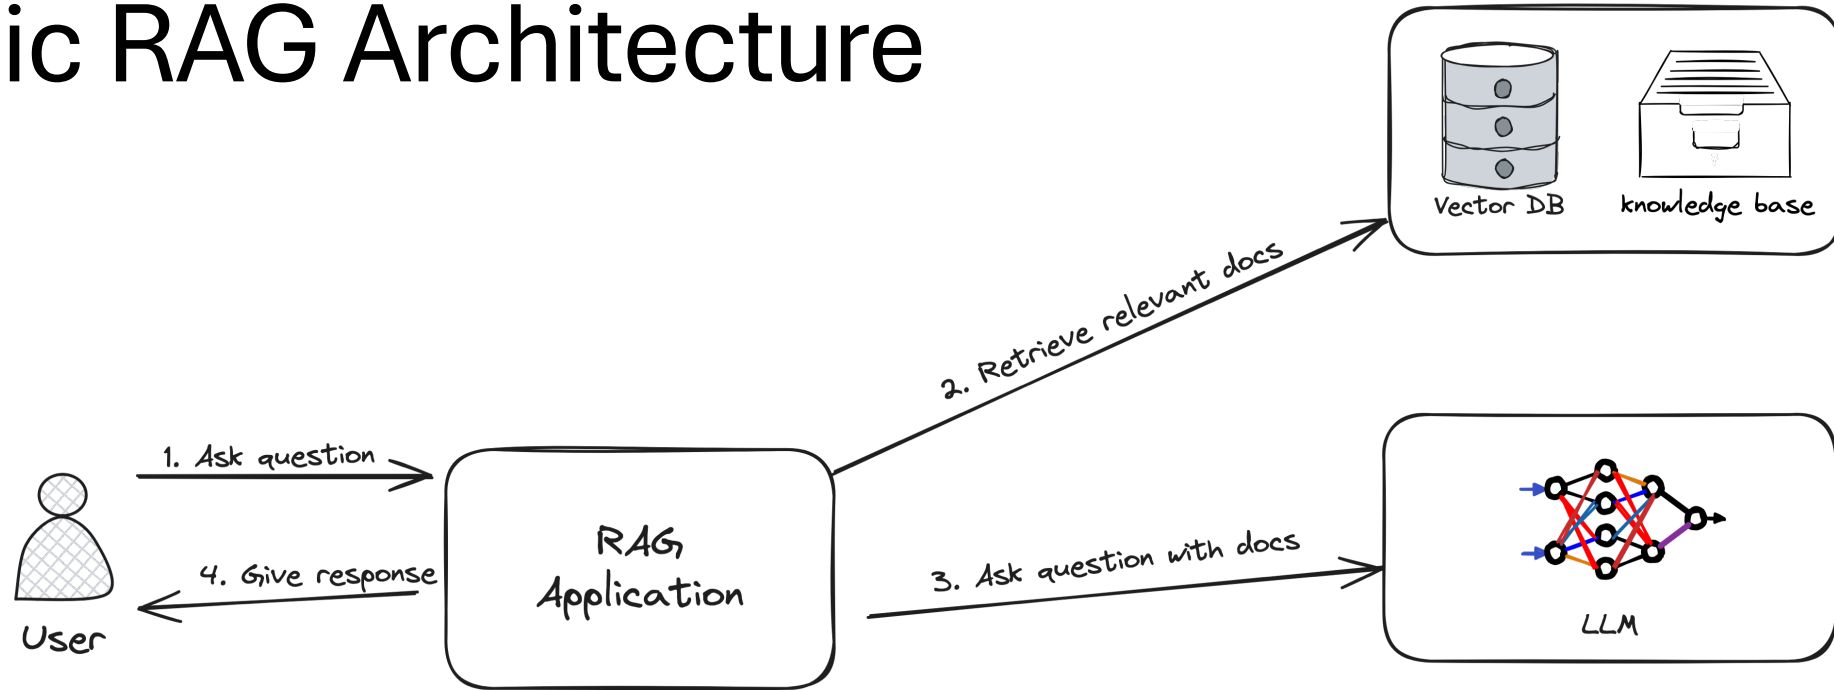 ic RAG Architecture
Vector DB
knowledge base
2. Retrieve relevant docs
1. Ask question
RAG
Application
3. Ask question with docs
4. Give response
User
LLM